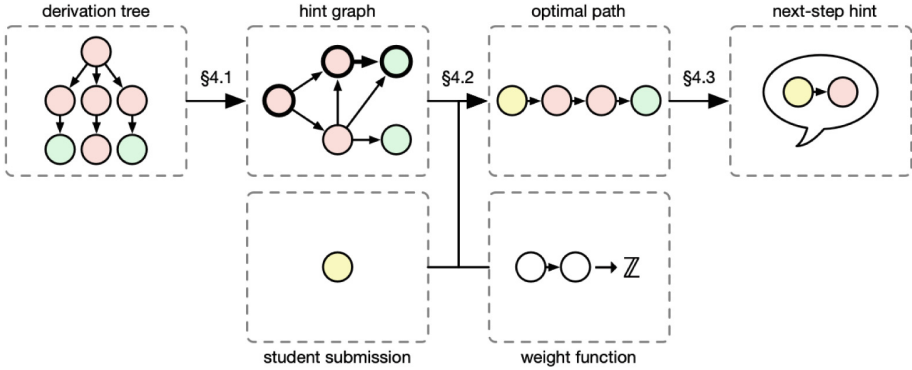 derivation tree
hint graph
optimal path
next-step hint
§4.1
§4.2
§4.3
ℤ
student submission
weight function